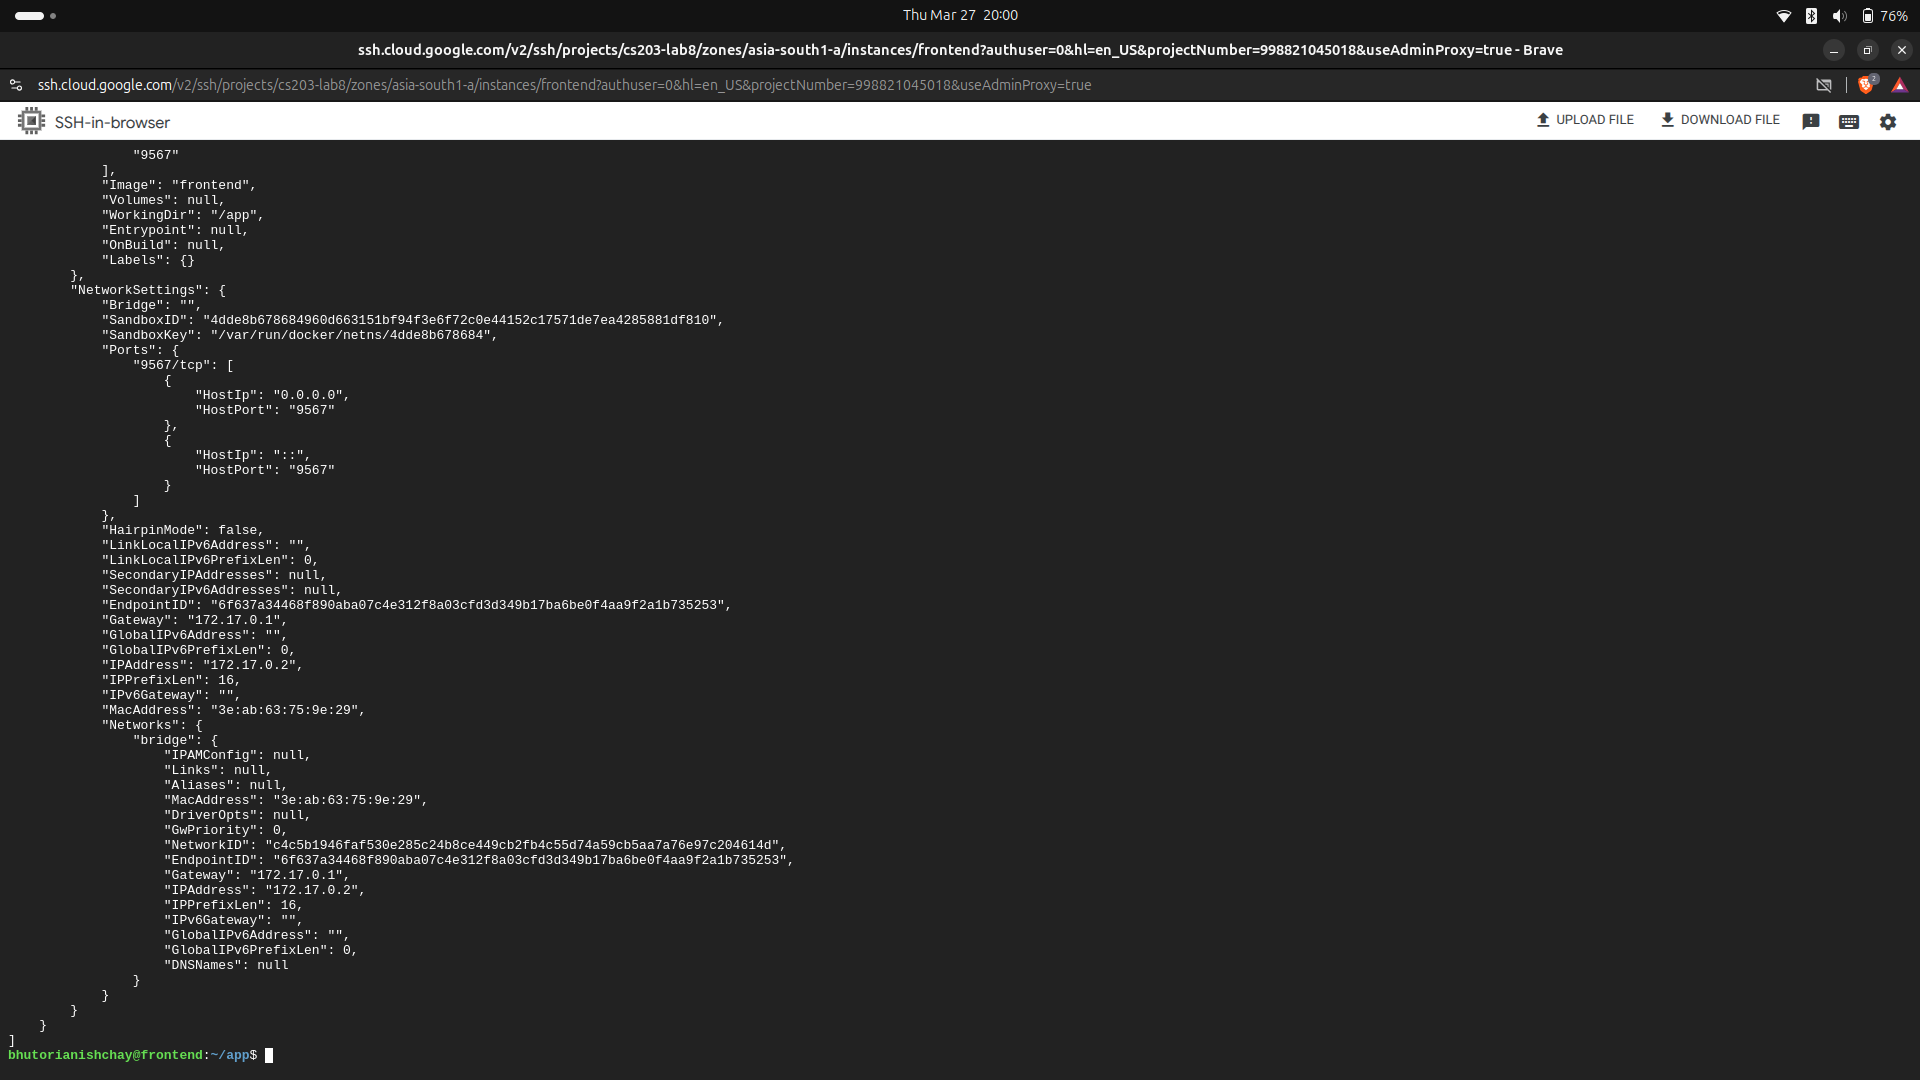 Thu Mar 27 20:00
76%
ssh.cloud.google.com/v2/ssh/projects/cs203-lab8/zones/asia-south1-a/instances/frontend?authuser=0&hl=en_US&projectNumber=998821045018&useAdminProxy=true - Brave
ssh.cloud.google.com/v2/ssh/projects/cs203-lab8/zones/asia-south1-a/instances/frontend?authuser=0&hl=en_US&projectNumber=998821045018&useAdminProxy=true
2
SSH-in-browser
UPLOAD FILE
DOWNLOAD FILE
"9567"
],
"Image": "frontend",
"Volumes": null,
"WorkingDir": "/app",
"Entrypoint": null,
"OnBuild": null,
"Labels": {}
},
"NetworkSettings": {
"Bridge": "",
"SandboxID": "4dde8b678684960d663151bf94f3e6f72c0e44152c17571de7ea4285881df810",
"SandboxKey": "/var/run/docker/netns/4dde8b678684",
"Ports": {
"9567/tcp": [
{
"HostIp": "0.0.0.0",
"HostPort": "9567"
},
{
"HostIp": "::",
"HostPort": "9567"
}
]
},
"HairpinMode": false,
"LinkLocalIPv6Address": "",
"LinkLocalIPv6PrefixLen": 0,
"SecondaryIPAddresses": null,
"SecondaryIPv6Addresses": null,
"EndpointID": "6f637a34468f890aba07c4e312f8a03cfd3d349b17ba6be0f4aa9f2a1b735253",
"Gateway": "172.17.0.1",
"GlobalIPv6Address": "",
"GlobalIPv6PrefixLen": 0,
"IPAddress": "172.17.0.2",
"IPPrefixLen": 16,
"IPv6Gateway": "",
"MacAddress": "3e:ab:63:75:9e:29",
"Networks": {
"bridge": {
"IPAMConfig": null,
"Links": null,
"Aliases": null,
"MacAddress": "3e:ab:63:75:9e:29",
"DriverOpts": null,
"GwPriority": 0,
"NetworkID": "c4c5b1946faf530e285c24b8ce449cb2fb4c55d74a59cb5aa7a76e97c204614d",
"EndpointID": "6f637a34468f890aba07c4e312f8a03cfd3d349b17ba6be0f4aa9f2a1b735253",
"Gateway": "172.17.0.1",
"IPAddress": "172.17.0.2",
"IPPrefixLen": 16,
"IPv6Gateway": "",
"GlobalIPv6Address": "",
"GlobalIPv6PrefixLen": 0,
"DNSNames": null
}
}
}
}
]
bhutorianishchay@frontend:~/app$